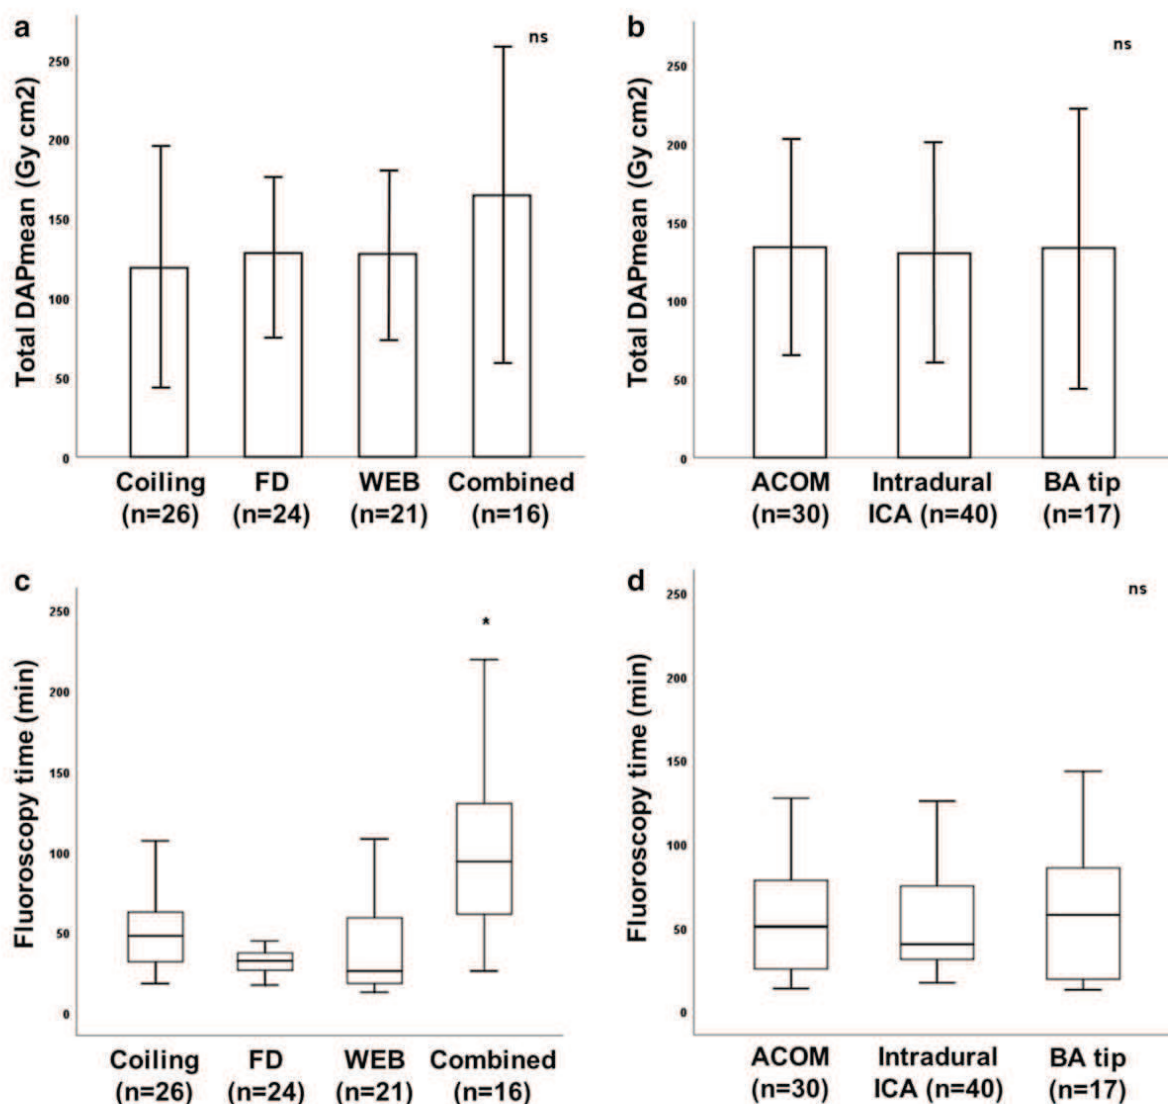 a
ns
Total DAPmean (Gy cm2)
250
200
150
100
50
0
Coiling FD WEB Combined
(n=26) (n=24) (n=21) (n=16)
b
ns
Total DAPmean (Gy cm2)
250
200
150
100
50
0
ACOM Intradural BA tip
(n=30) ICA (n=40) (n=17)
c
*
Fluoroscopy time (min)
250
200
150
100
50
0
Coiling FD WEB Combined
(n=26) (n=24) (n=21) (n=16)
d
ns
Fluoroscopy time (min)
250
200
150
100
50
0
ACOM Intradural BA tip
(n=30) ICA (n=40) (n=17)